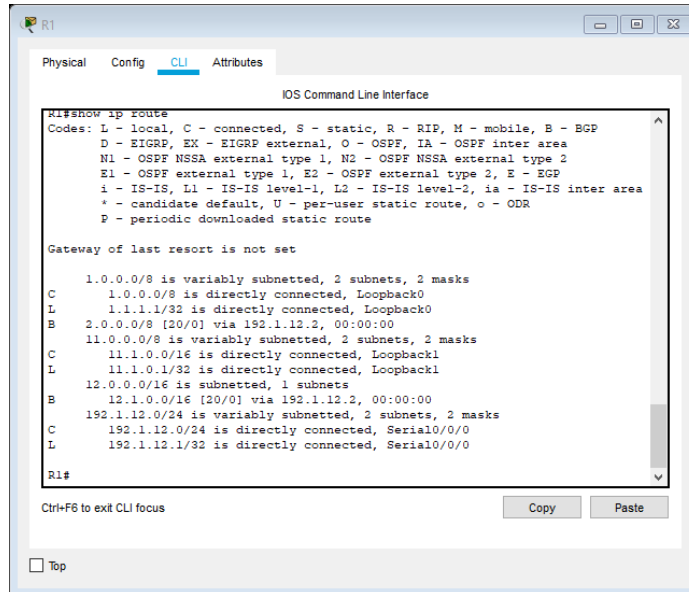 R1
Physical Config CLI Attributes
IOS Command Line Interface
R1#show ip route
Codes: L - local, C - connected, S - static, R - RIP, M - mobile, B - BGP
D - EIGRP, EX - EIGRP external, O - OSPF, IA - OSPF inter area
N1 - OSPF NSSA external type 1, N2 - OSPF NSSA external type 2
E1 - OSPF external type 1, E2 - OSPF external type 2, E - EGP
i - IS-IS, L1 - IS-IS level-1, L2 - IS-IS level-2, ia - IS-IS inter area
* - candidate default, U - per-user static route, o - ODR
P - periodic downloaded static route
Gateway of last resort is not set
1.0.0.0/8 is variably subnetted, 2 subnets, 2 masks
C 1.0.0.0/8 is directly connected, Loopback0
L 1.1.1.1/32 is directly connected, Loopback0
B 2.0.0.0/8 [20/0] via 192.1.12.2, 00:00:00
11.0.0.0/8 is variably subnetted, 2 subnets, 2 masks
C 11.1.0.0/16 is directly connected, Loopback1
L 11.1.0.1/32 is directly connected, Loopback1
12.0.0.0/16 is subnetted, 1 subnets
B 12.1.0.0/16 [20/0] via 192.1.12.2, 00:00:00
192.1.12.0/24 is variably subnetted, 2 subnets, 2 masks
C 192.1.12.0/24 is directly connected, Serial0/0/0
L 192.1.12.1/32 is directly connected, Serial0/0/0
R1#
Ctrl+F6 to exit CLI focus
Copy Paste
Top